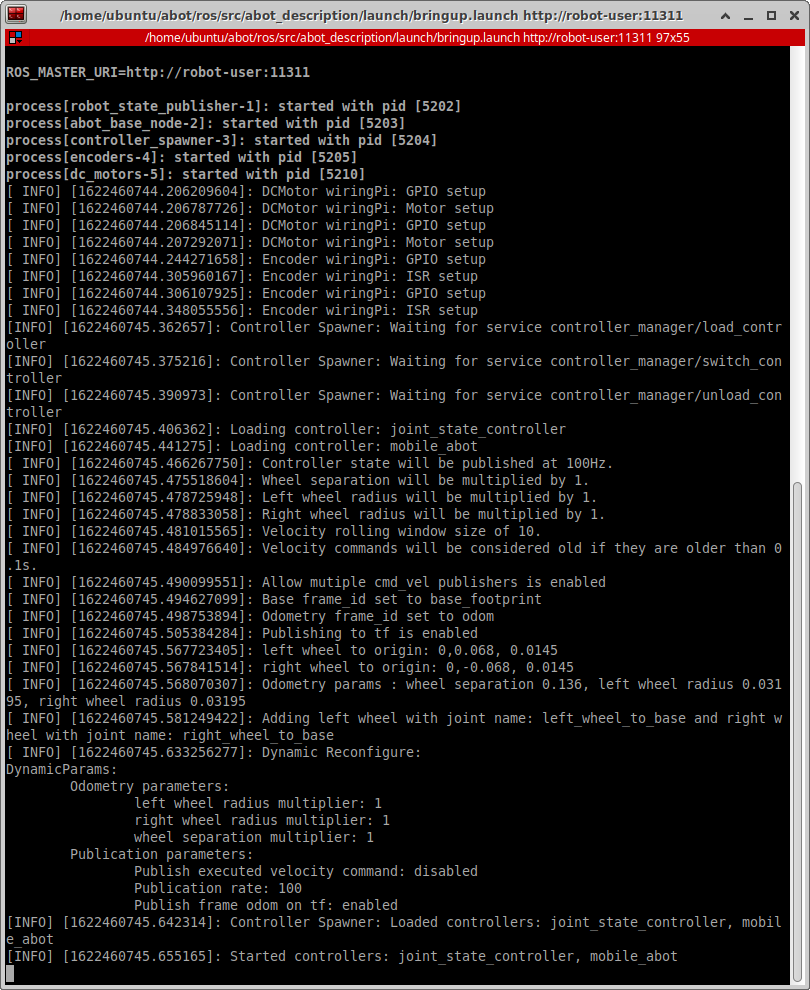 /home/ubuntu/abot/ros/src/abot_description/launch/bringup.launch http://robot-user:11311
/home/ubuntu/abot/ros/src/abot_description/launch/bringup.launch http://robot-user:11311 97x55
ROS_MASTER_URI=http://robot-user:11311
process[robot_state_publisher-1]: started with pid [5202]
process[abot_base_node-2]: started with pid [5203]
process[controller_spawner-3]: started with pid [5204]
process[encoders-4]: started with pid [5205]
process[dc_motors-5]: started with pid [5210]
[ INFO] [1622460744.206209604]: DCMotor wiringPi: GPIO setup
[ INFO] [1622460744.206787726]: DCMotor wiringPi: Motor setup
[ INFO] [1622460744.206845114]: DCMotor wiringPi: GPIO setup
[ INFO] [1622460744.207292071]: DCMotor wiringPi: Motor setup
[ INFO] [1622460744.244271658]: Encoder wiringPi: GPIO setup
[ INFO] [1622460744.305960167]: Encoder wiringPi: ISR setup
[ INFO] [1622460744.306107925]: Encoder wiringPi: GPIO setup
[ INFO] [1622460744.348055556]: Encoder wiringPi: ISR setup
[INFO] [1622460745.362657]: Controller Spawner: Waiting for service controller_manager/load_contr
oller
[INFO] [1622460745.375216]: Controller Spawner: Waiting for service controller_manager/switch_con
troller
[INFO] [1622460745.390973]: Controller Spawner: Waiting for service controller_manager/unload_con
troller
[INFO] [1622460745.406362]: Loading controller: joint_state_controller
[INFO] [1622460745.441275]: Loading controller: mobile_abot
[ INFO] [1622460745.466267750]: Controller state will be published at 100Hz.
[ INFO] [1622460745.475518604]: Wheel separation will be multiplied by 1.
[ INFO] [1622460745.478725948]: Left wheel radius will be multiplied by 1.
[ INFO] [1622460745.478833058]: Right wheel radius will be multiplied by 1.
[ INFO] [1622460745.481015565]: Velocity rolling window size of 10.
[ INFO] [1622460745.484976640]: Velocity commands will be considered old if they are older than 0
.1s.
[ INFO] [1622460745.490099551]: Allow mutiple cmd_vel publishers is enabled
[ INFO] [1622460745.494627099]: Base frame_id set to base_footprint
[ INFO] [1622460745.498753894]: Odometry frame_id set to odom
[ INFO] [1622460745.505384284]: Publishing to tf is enabled
[ INFO] [1622460745.567723405]: left wheel to origin: 0,0.068, 0.0145
[ INFO] [1622460745.567841514]: right wheel to origin: 0,-0.068, 0.0145
[ INFO] [1622460745.568070307]: Odometry params : wheel separation 0.136, left wheel radius 0.031
95, right wheel radius 0.03195
[ INFO] [1622460745.581249422]: Adding left wheel with joint name: left_wheel_to_base and right w
heel with joint name: right_wheel_to_base
[ INFO] [1622460745.633256277]: Dynamic Reconfigure:
DynamicParams:
Odometry parameters:
left wheel radius multiplier: 1
right wheel radius multiplier: 1
wheel separation multiplier: 1
Publication parameters:
Publish executed velocity command: disabled
Publication rate: 100
Publish frame odom on tf: enabled
[INFO] [1622460745.642314]: Controller Spawner: Loaded controllers: joint_state_controller, mobil
e_abot
[INFO] [1622460745.655165]: Started controllers: joint_state_controller, mobile_abot